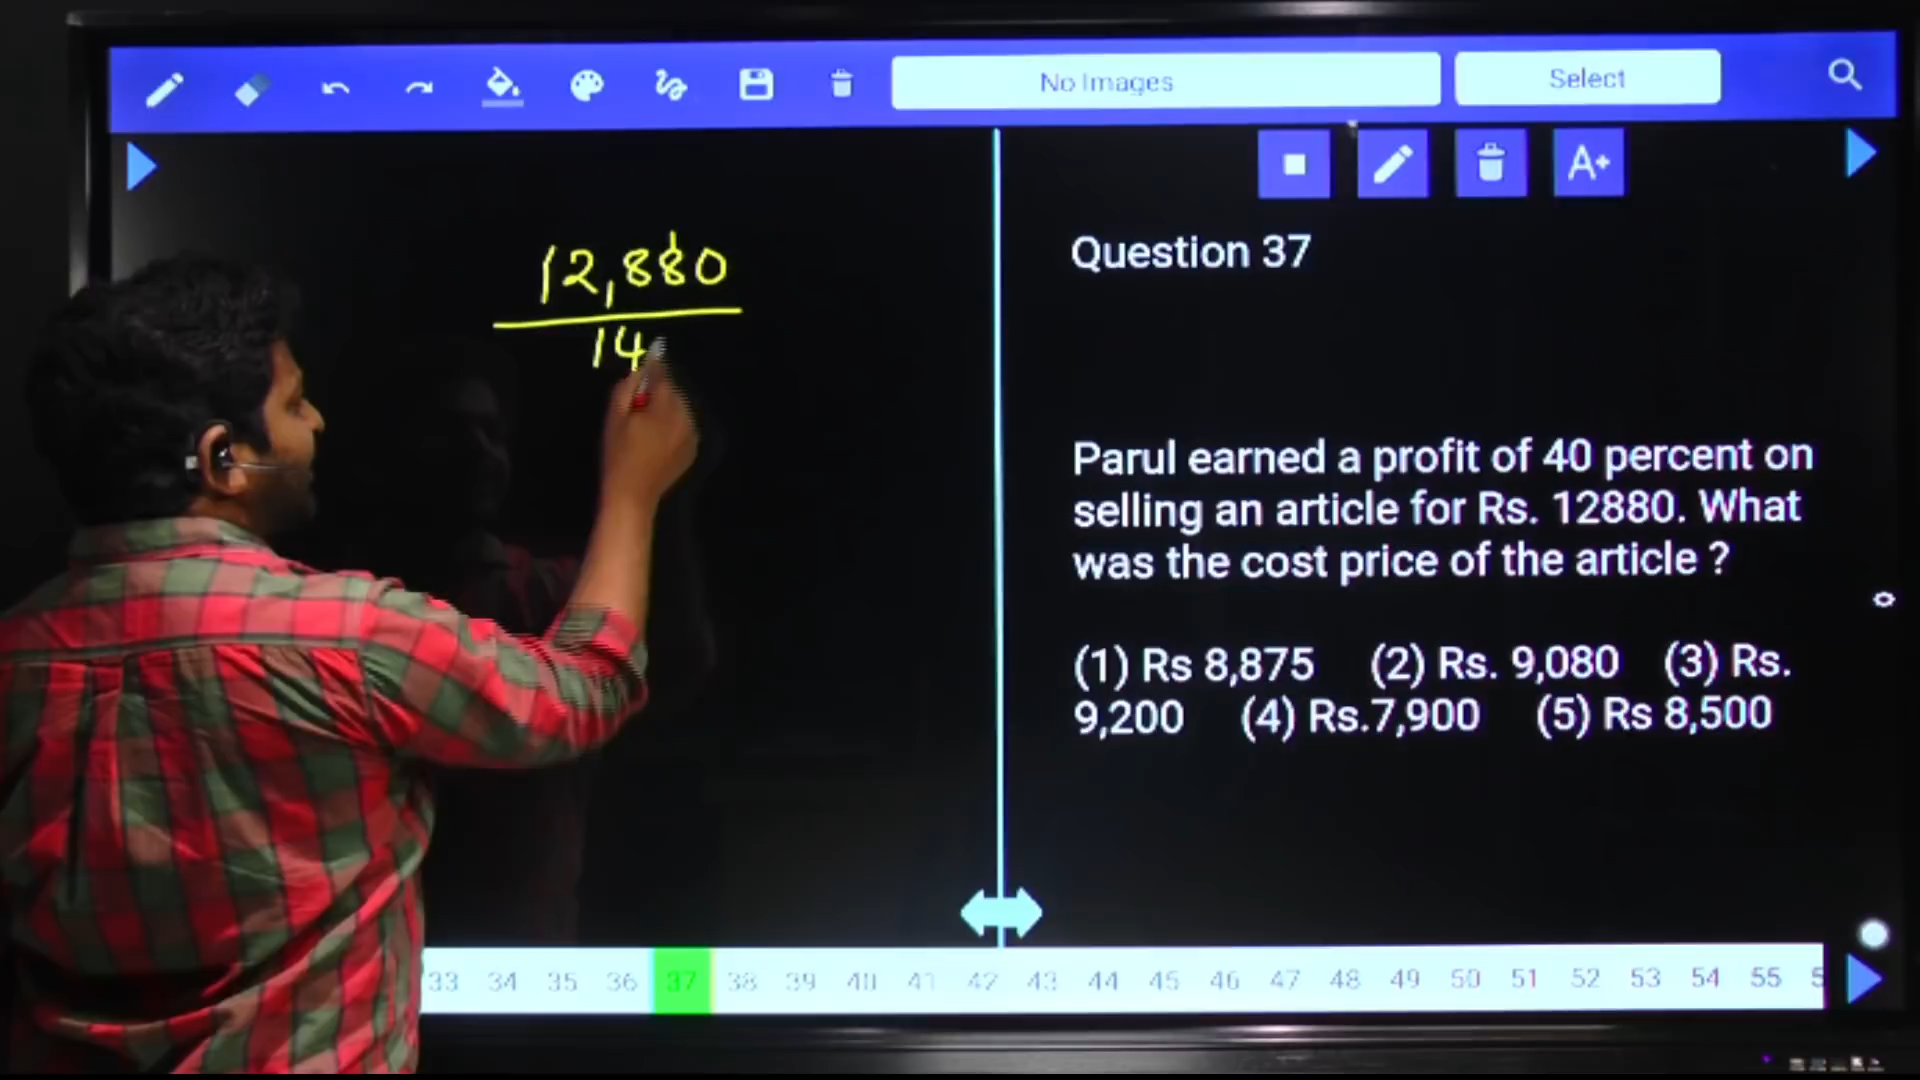 No Images
Select
A+
12,880
14
Question 37
Parul earned a profit of 40 percent on
selling an article for Rs. 12880. What
was the cost price of the article ?
(1) Rs 8,875 (2) Rs. 9,080 (3) Rs.
9,200 (4) Rs.7,900 (5) Rs 8,500
33 34 35 36 37 38 39 40 41 42 43 44 45 46 47 48 49 50 51 52 53 54 55